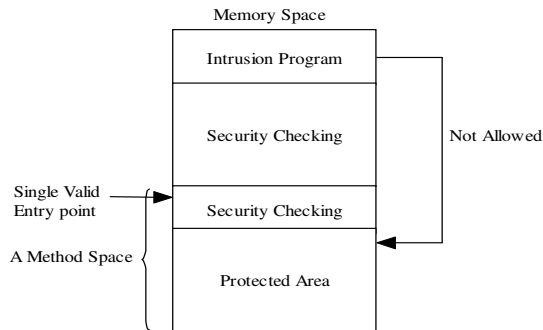 Memory Space
Intrusion Program
Security Checking
Not Allowed
Single Valid
Entry point
Security Checking
A Method Space
Protected Area